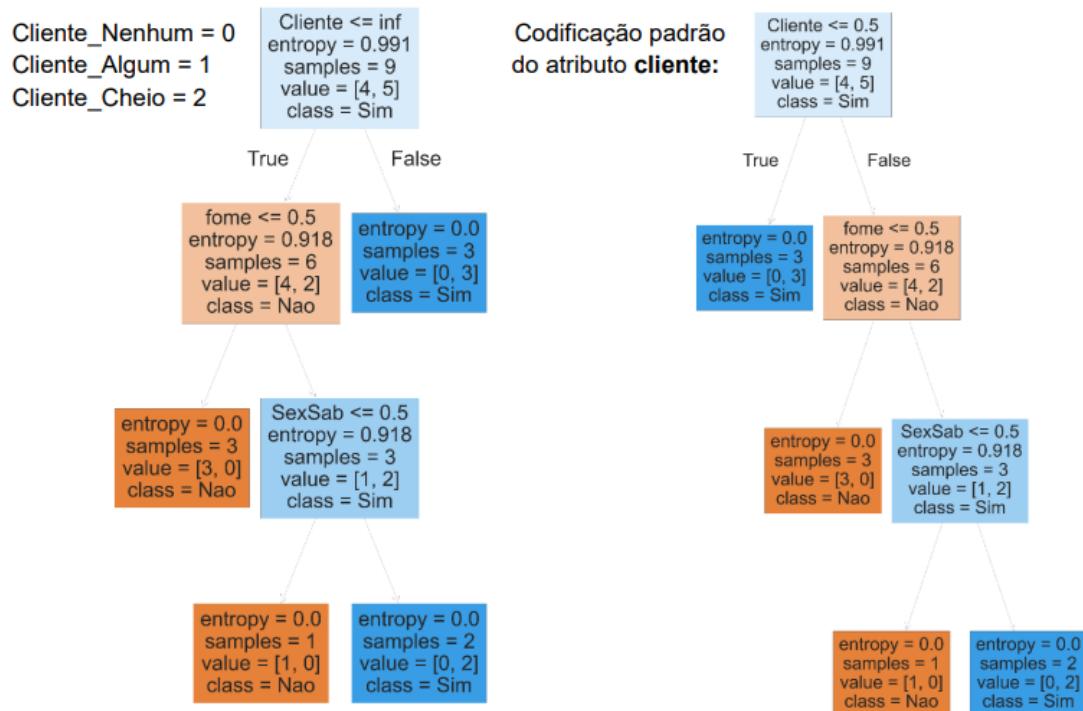 Cliente_Nenhum = 0
Cliente_Algum = 1
Cliente_Cheio = 2
Cliente <= inf
entropy = 0.991
samples = 9
value = [4, 5]
class = Sim
True
False
fome <= 0.5
entropy = 0.918
samples = 6
value = [4, 2]
class = Nao
entropy = 0.0
samples = 3
value = [0, 3]
class = Sim
entropy = 0.0
samples = 3
value = [3, 0]
class = Nao
SexSab <= 0.5
entropy = 0.918
samples = 3
value = [1, 2]
class = Sim
entropy = 0.0
samples = 1
value = [1, 0]
class = Nao
entropy = 0.0
samples = 2
value = [0, 2]
class = Sim
Codificação padrão
do atributo cliente:
Cliente <= 0.5
entropy = 0.991
samples = 9
value = [4, 5]
class = Sim
True
False
entropy = 0.0
samples = 3
value = [0, 3]
class = Sim
fome <= 0.5
entropy = 0.918
samples = 6
value = [4, 2]
class = Nao
entropy = 0.0
samples = 3
value = [3, 0]
class = Nao
SexSab <= 0.5
entropy = 0.918
samples = 3
value = [1, 2]
class = Sim
entropy = 0.0
samples = 1
value = [1, 0]
class = Nao
entropy = 0.0
samples = 2
value = [0, 2]
class = Sim